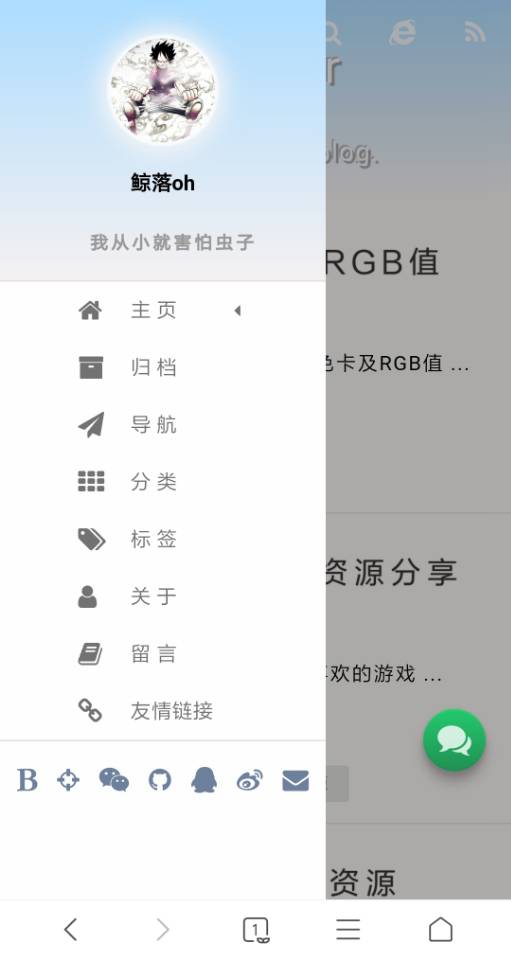 鲸落oh
我从小就害怕虫子
主页
归档
导航
分类
标签
关于
留言
友情链接
B
r
blog.
RGB值
色卡及RGB值 ...
资源分享
喜欢的游戏 ...
资源
1